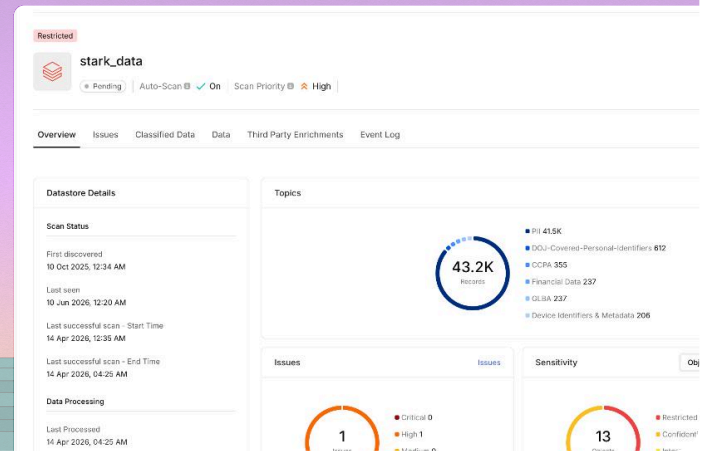 Restricted
stark_data
Pending
Auto-Scan On
Scan Priority High
Overview Issues Classified Data Data Third Party Enrichments Event Log
Datastore Details
Scan Status
First discovered
10 Oct 2025, 12:34 AM
Last seen
10 Jun 2026, 12:20 AM
Last successful scan - Start Time
14 Apr 2026, 12:35 AM
Last successful scan - End Time
14 Apr 2026, 04:25 AM
Data Processing
Last Processed
14 Apr 2026, 04:25 AM
Topics
43.2K
Records
PII 41.5K
DOJ-Covered-Personal-Identifiers 612
CCPA 355
Financial Data 237
GLBA 237
Device Identifiers & Metadata 206
Issues Issues
1
Critical 0
High 1
Medium 0
Sensitivity Obj
13
Restricted
Confident